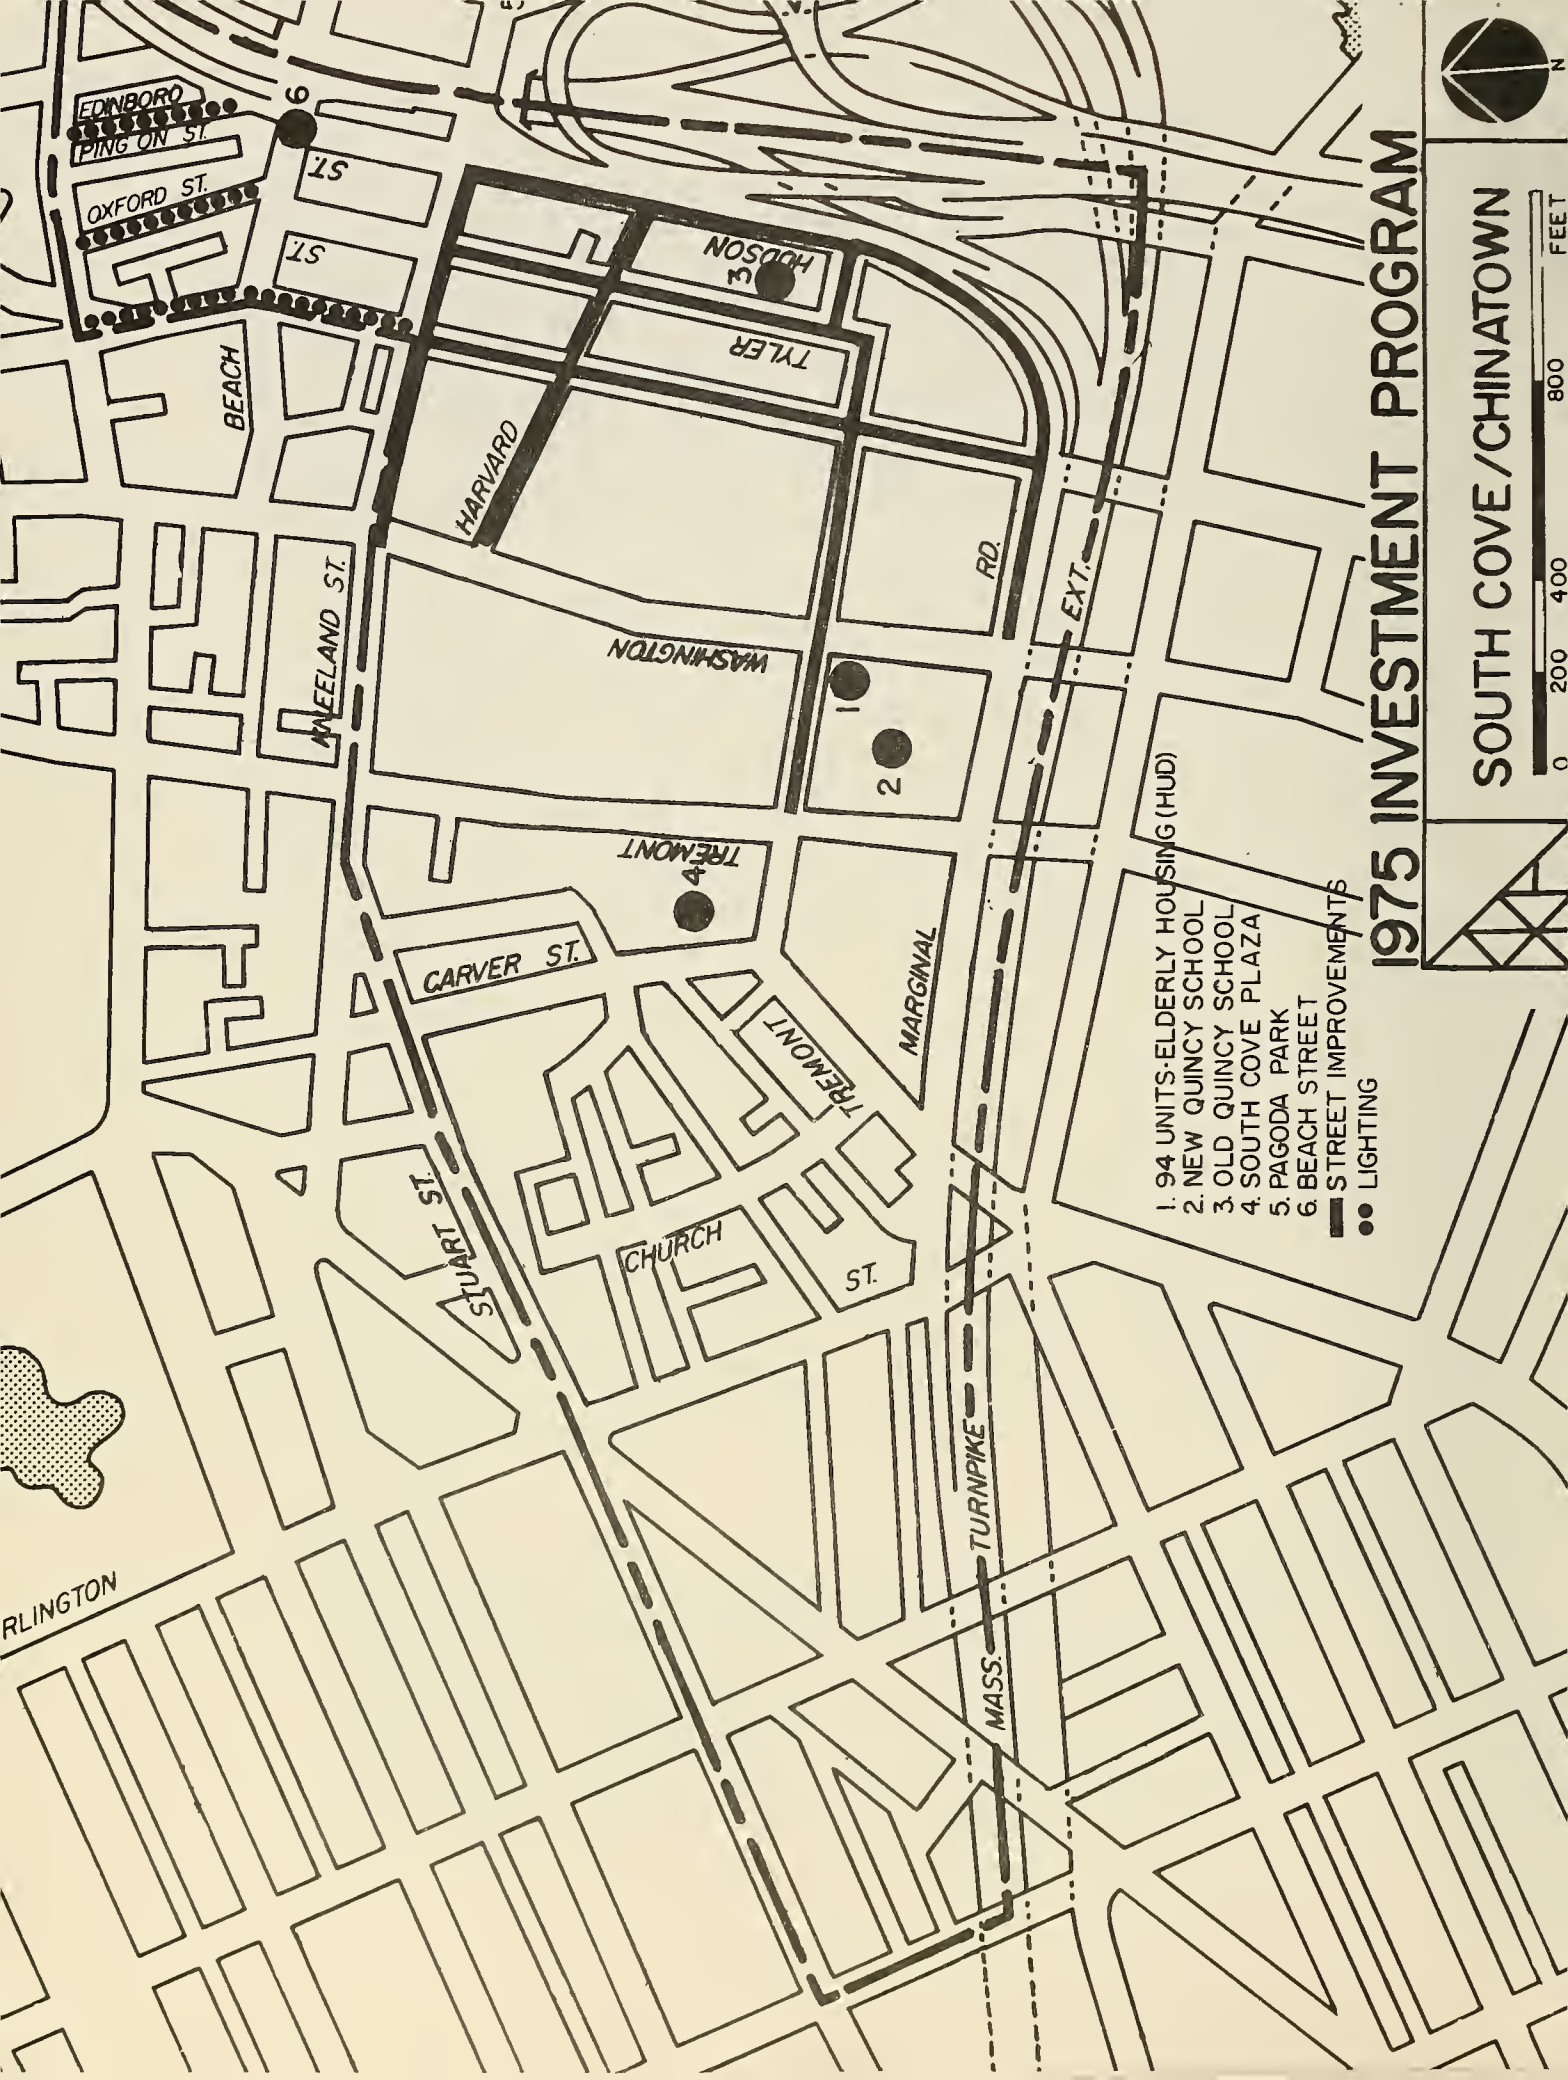 EDINBORO
PING ON ST.
OXFORD ST.
6
ST.
ST.
BEACH
HUDSON
3
TYLER
HARVARD
KNEELAND ST.
WASHINGTON
RD.
EXT.
1
2
TREMONT
4
CARVER ST.
MARGINAL
TREMONT
TREMONT
STUART ST.
CHURCH
ST.
TURNPIKE
MASS.
RLINGTON
1. 94 UNITS-ELDERLY HOUSING (HUD)
2. NEW QUINCY SCHOOL
3. OLD QUINCY SCHOOL
4. SOUTH COVE PLAZA
5. PAGODA PARK
6. BEACH STREET
STREET IMPROVEMENTS
LIGHTING
1975 INVESTMENT PROGRAM
SOUTH COVE/CHINATOWN
0 200 400 800 FEET
N